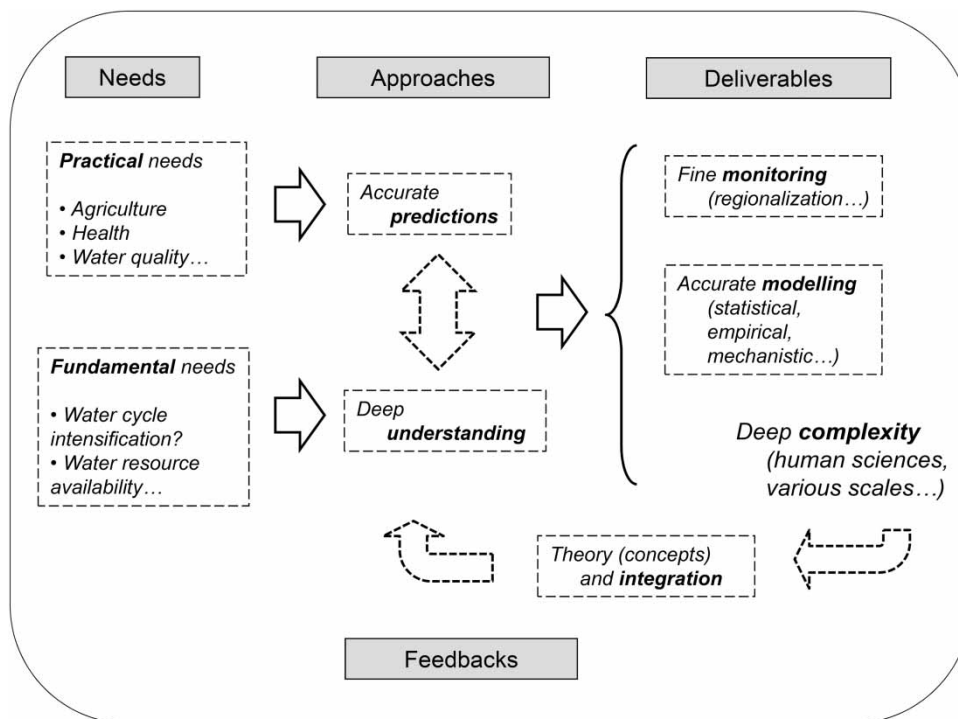 Needs
Approaches
Deliverables
Practical needs
• Agriculture
• Health
• Water quality…
Accurate
predictions
Fine monitoring
(regionalization…)
Accurate modelling
(statistical,
empirical,
mechanistic…)
Fundamental needs
• Water cycle
intensification?
• Water resource
availability…
Deep
understanding
Deep complexity
(human sciences,
various scales…)
Theory (concepts)
and integration
Feedbacks